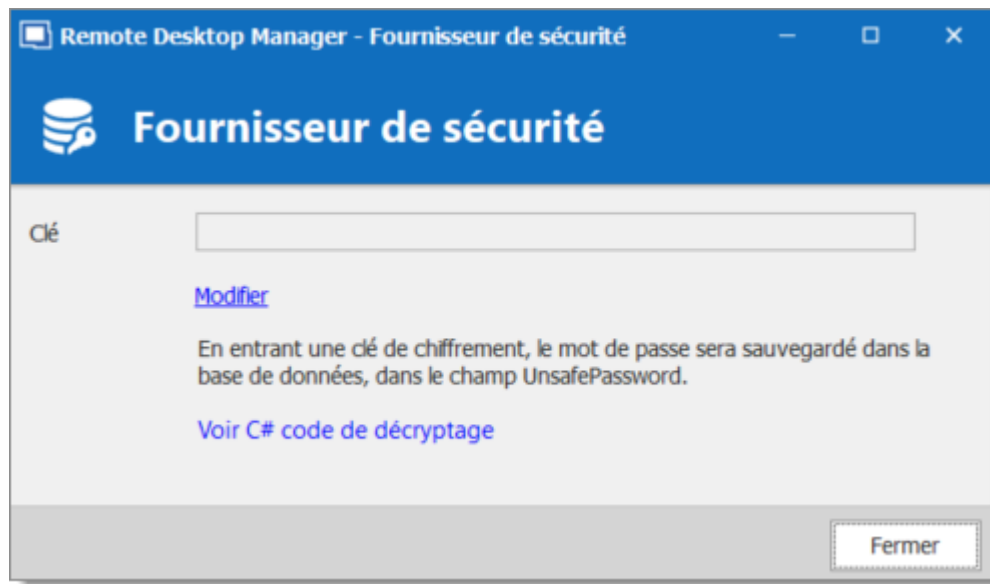 Remote Desktop Manager - Fournisseur de sécurité
Fournisseur de sécurité
Clé
Modifier
En entrant une clé de chiffrement, le mot de passe sera sauvegardé dans la
base de données, dans le champ UnsafePassword.
Voir C# code de décryptage
Fermer